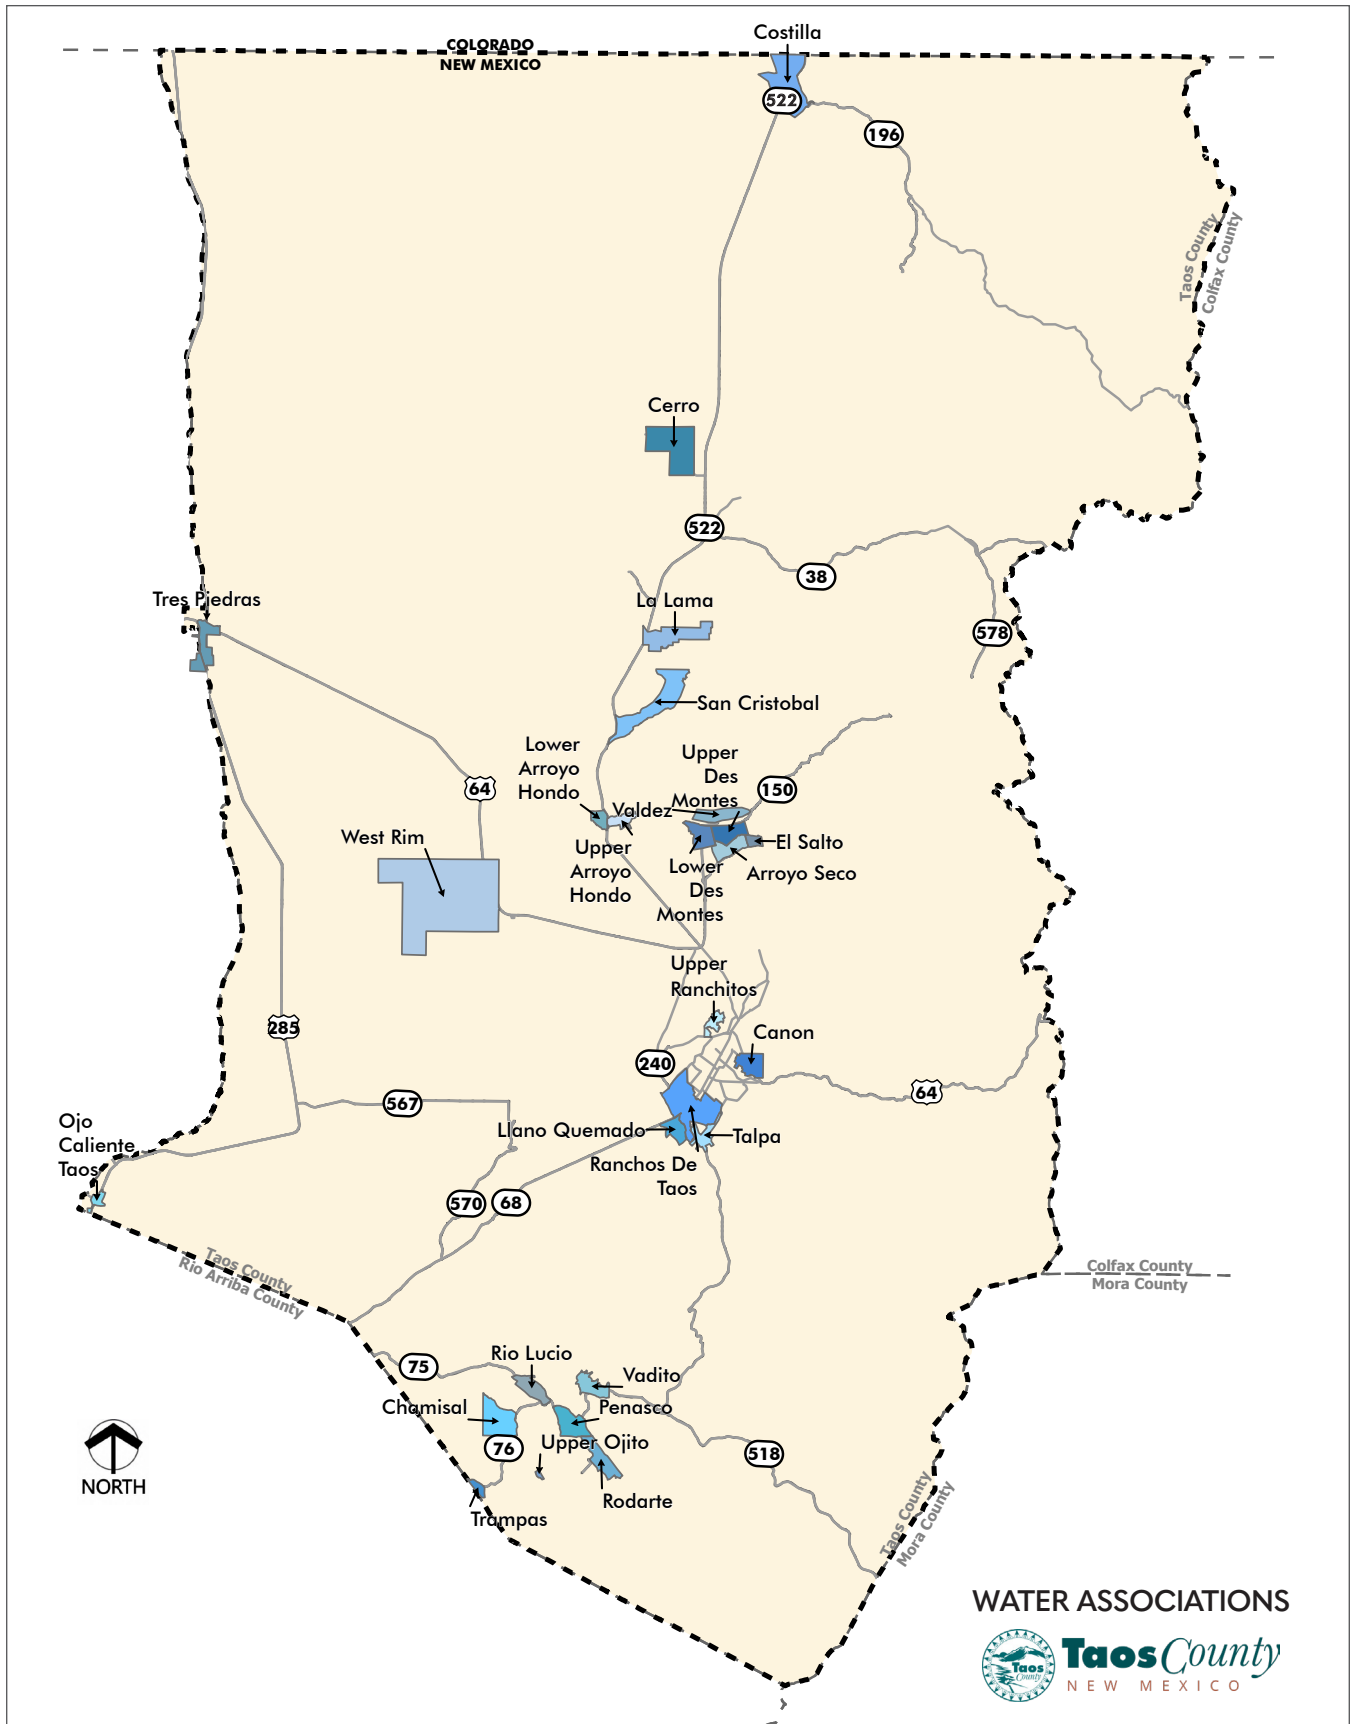 Costilla
COLORADO
NEW MEXICO
522
196
Taos County
Colfax County
Cerro
522
38
Tres Piedras
La Lama
578
San Cristobal
Lower
Arroyo
Hondo
Upper
Des
Montes
150
64
Valdez
West Rim
El Salto
Upper
Arroyo
Hondo
Lower
Des
Montes
Arroyo Seco
Upper
Ranchitos
285
Canon
240
64
567
Ojo
Caliente
Taos
Llano Quemado
Talpa
Ranchos De
Taos
570
68
Taos County
Rio Arriba County
Colfax County
Mora County
75
Rio Lucio
Vadito
Chamisal
Penasco
76
Upper Ojito
518
NORTH
Rodarte
Trampas
Taos County
Mora County
WATER ASSOCIATIONS
Taos
County
Taos County
NEW MEXICO